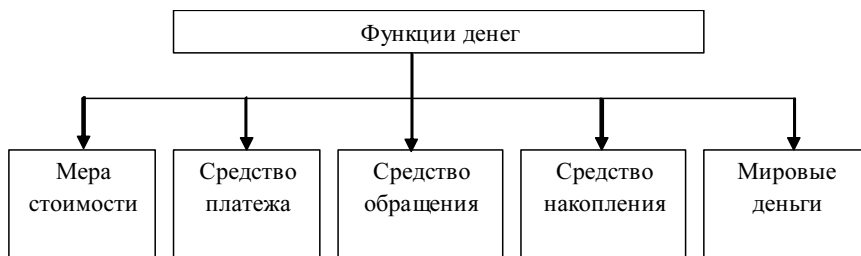 Функции денег
Мера
стоимости
Средство
платежа
Средство
обращения
Средство
накопления
Мировые
деньги